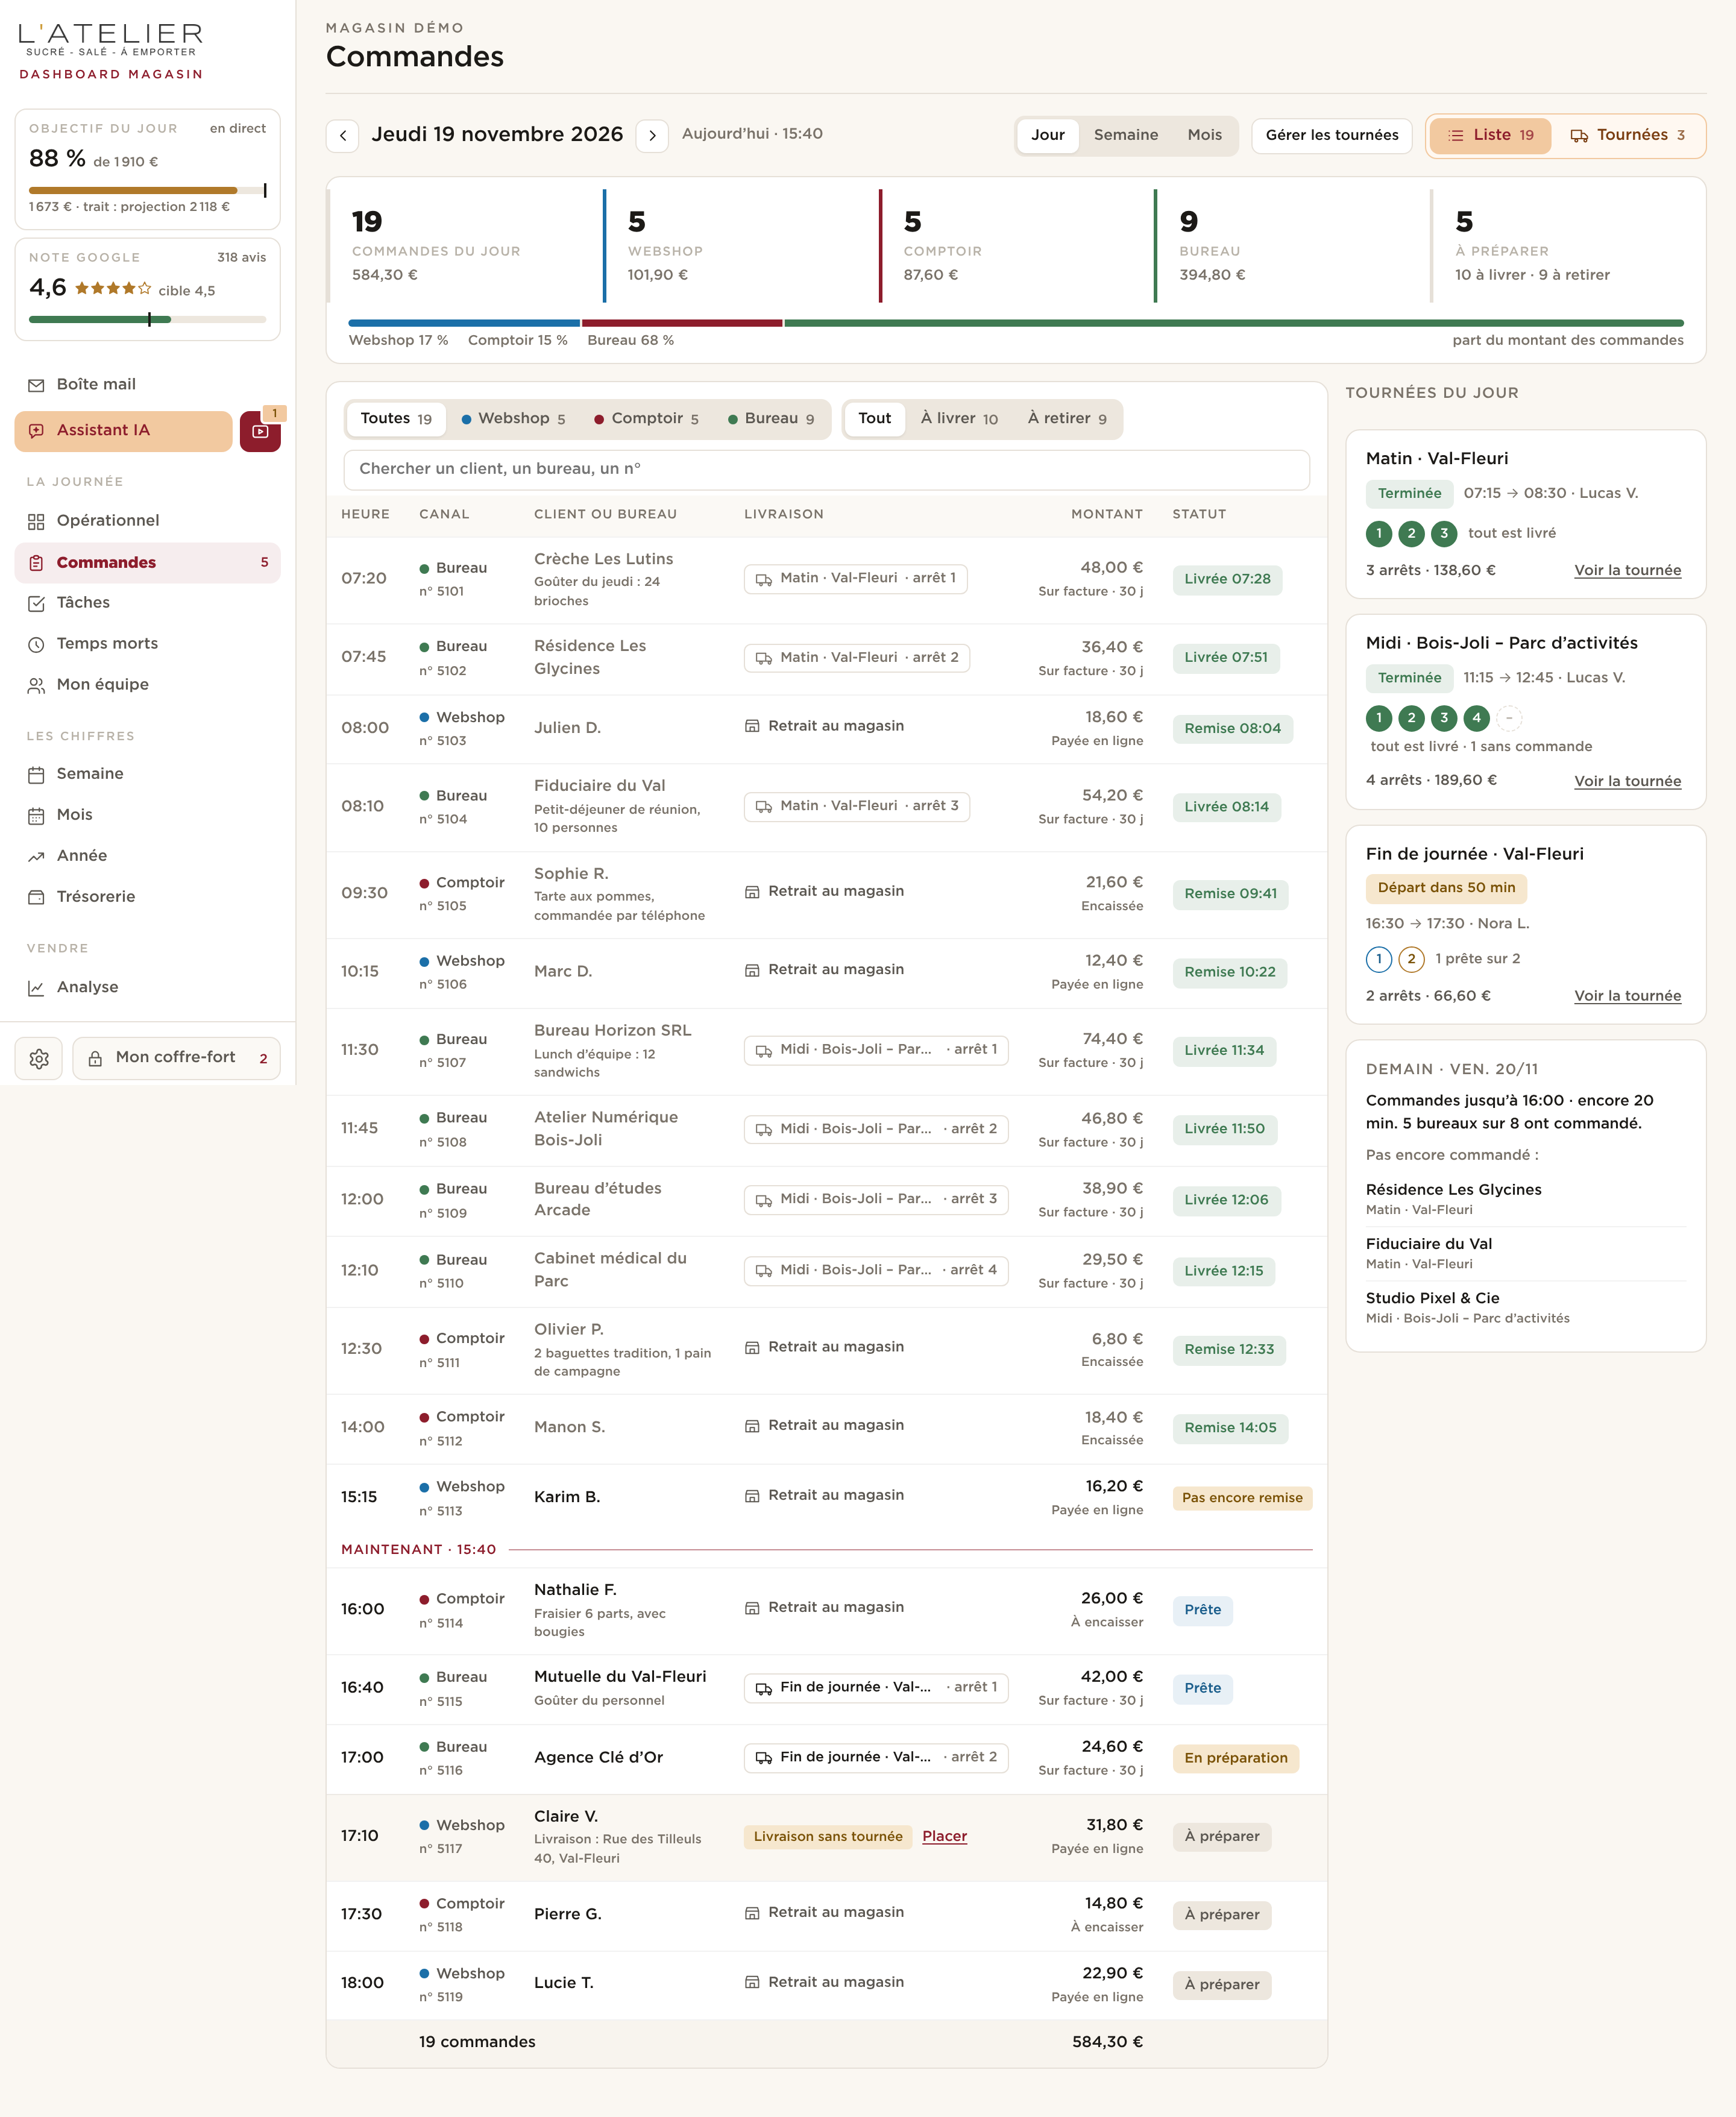 L'ATELIER
SUCRÉ - SALÉ - À EMPORTER
DASHBOARD MAGASIN
OBJECTIF DU JOUR en direct
88 % de 1 910 €
1 673 € · trait : projection 2 118 €
NOTE GOOGLE 318 avis
4,6 cible 4,5
Boîte mail
Assistant IA 1
LA JOURNÉE
Opérationnel
Commandes 5
Tâches
Temps morts
Mon équipe
LES CHIFFRES
Semaine
Mois
Année
Trésorerie
VENDRE
Analyse
Mon coffre-fort 2
MAGASIN DÉMO
Commandes
Jeudi 19 novembre 2026 Aujourd’hui · 15:40
Jour Semaine Mois Gérer les tournées Liste 19 Tournées 3
19
COMMANDES DU JOUR
584,30 €
5
WEBSHOP
101,90 €
5
COMPTOIR
87,60 €
9
BUREAU
394,80 €
5
À PRÉPARER
10 à livrer · 9 à retirer
Webshop 17 % Comptoir 15 % Bureau 68 % part du montant des commandes
Toutes 19 Webshop 5 Comptoir 5 Bureau 9 Tout À livrer 10 À retirer 9
Chercher un client, un bureau, un n°
HEURE CANAL CLIENT OU BUREAU LIVRAISON MONTANT STATUT
07:20 Bureau n° 5101 Crèche Les Lutins Goûter du jeudi : 24 brioches Matin · Val-Fleuri · arrêt 1 48,00 € Sur facture · 30 j Livrée 07:28
07:45 Bureau n° 5102 Résidence Les Glycines Matin · Val-Fleuri · arrêt 2 36,40 € Sur facture · 30 j Livrée 07:51
08:00 Webshop n° 5103 Julien D. Retrait au magasin 18,60 € Payée en ligne Remise 08:04
08:10 Bureau n° 5104 Fiduciaire du Val Petit-déjeuner de réunion, 10 personnes Matin · Val-Fleuri · arrêt 3 54,20 € Sur facture · 30 j Livrée 08:14
09:30 Comptoir n° 5105 Sophie R. Tarte aux pommes, commandée par téléphone Retrait au magasin 21,60 € Encaissée Remise 09:41
10:15 Webshop n° 5106 Marc D. Retrait au magasin 12,40 € Payée en ligne Remise 10:22
11:30 Bureau n° 5107 Bureau Horizon SRL Lunch d’équipe : 12 sandwichs Midi · Bois-Joli – Par... · arrêt 1 74,40 € Sur facture · 30 j Livrée 11:34
11:45 Bureau n° 5108 Atelier Numérique Bois-Joli Midi · Bois-Joli – Par... · arrêt 2 46,80 € Sur facture · 30 j Livrée 11:50
12:00 Bureau n° 5109 Bureau d’études Arcade Midi · Bois-Joli – Par... · arrêt 3 38,90 € Sur facture · 30 j Livrée 12:06
12:10 Bureau n° 5110 Cabinet médical du Parc Midi · Bois-Joli – Par... · arrêt 4 29,50 € Sur facture · 30 j Livrée 12:15
12:30 Comptoir n° 5111 Olivier P. 2 baguettes tradition, 1 pain de campagne Retrait au magasin 6,80 € Encaissée Remise 12:33
14:00 Comptoir n° 5112 Manon S. Retrait au magasin 18,40 € Encaissée Remise 14:05
15:15 Webshop n° 5113 Karim B. Retrait au magasin 16,20 € Payée en ligne Pas encore remise
MAINTENANT · 15:40
16:00 Comptoir n° 5114 Nathalie F. Fraisier 6 parts, avec bougies Retrait au magasin 26,00 € À encaisser Prête
16:40 Bureau n° 5115 Mutuelle du Val-Fleuri Goûter du personnel Fin de journée · Val-... · arrêt 1 42,00 € Sur facture · 30 j Prête
17:00 Bureau n° 5116 Agence Clé d’Or Fin de journée · Val-... · arrêt 2 24,60 € Sur facture · 30 j En préparation
17:10 Webshop n° 5117 Claire V. Livraison : Rue des Tilleuls 40, Val-Fleuri Livraison sans tournée Placer 31,80 € Payée en ligne À préparer
17:30 Comptoir n° 5118 Pierre G. Retrait au magasin 14,80 € À encaisser À préparer
18:00 Webshop n° 5119 Lucie T. Retrait au magasin 22,90 € Payée en ligne À préparer
19 commandes 584,30 €
TOURNÉES DU JOUR
Matin · Val-Fleuri
Terminée 07:15 → 08:30 · Lucas V.
1 2 3 tout est livré
3 arrêts · 138,60 € Voir la tournée
Midi · Bois-Joli – Parc d’activités
Terminée 11:15 → 12:45 · Lucas V.
1 2 3 4 –
tout est livré · 1 sans commande
4 arrêts · 189,60 € Voir la tournée
Fin de journée · Val-Fleuri
Départ dans 50 min
16:30 → 17:30 · Nora L.
1 2 1 prête sur 2
2 arrêts · 66,60 € Voir la tournée
DEMAIN · VEN. 20/11
Commandes jusqu’à 16:00 · encore 20
min. 5 bureaux sur 8 ont commandé.
Pas encore commandé :
Résidence Les Glycines
Matin · Val-Fleuri
Fiduciaire du Val
Matin · Val-Fleuri
Studio Pixel & Cie
Midi · Bois-Joli – Parc d’activités